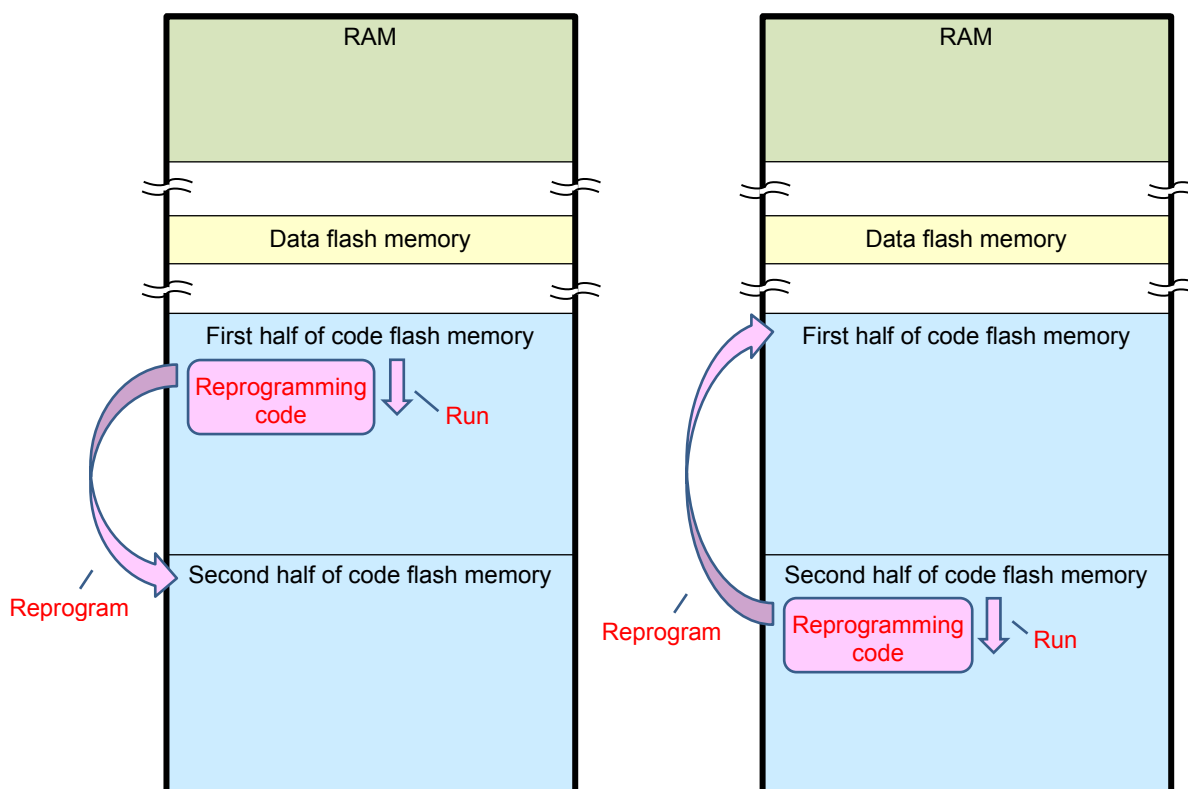 RAM
Data flash memory
First half of code flash memory
Reprogramming
code
Run
Second half of code flash memory
Reprogram
RAM
Data flash memory
First half of code flash memory
Second half of code flash memory
Reprogramming
code
Run
Reprogram